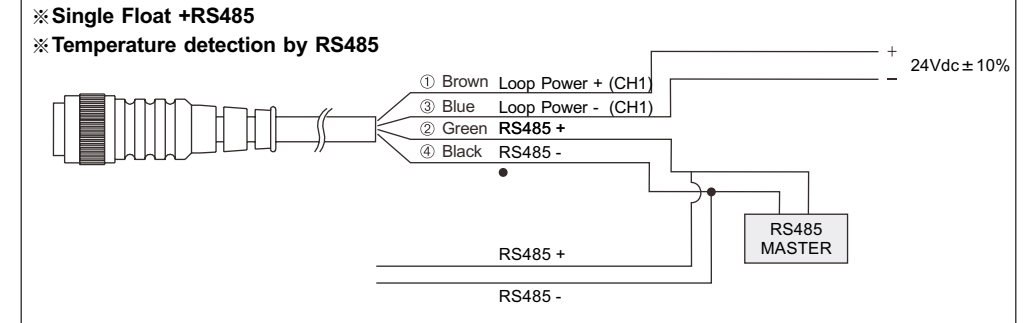 ※Single Float +RS485
※Temperature detection by RS485
+
24Vdc±10%
−
① Brown Loop Power + (CH1)
③ Blue Loop Power - (CH1)
② Green RS485 +
④ Black RS485 -
RS485
MASTER
RS485 +
RS485 -